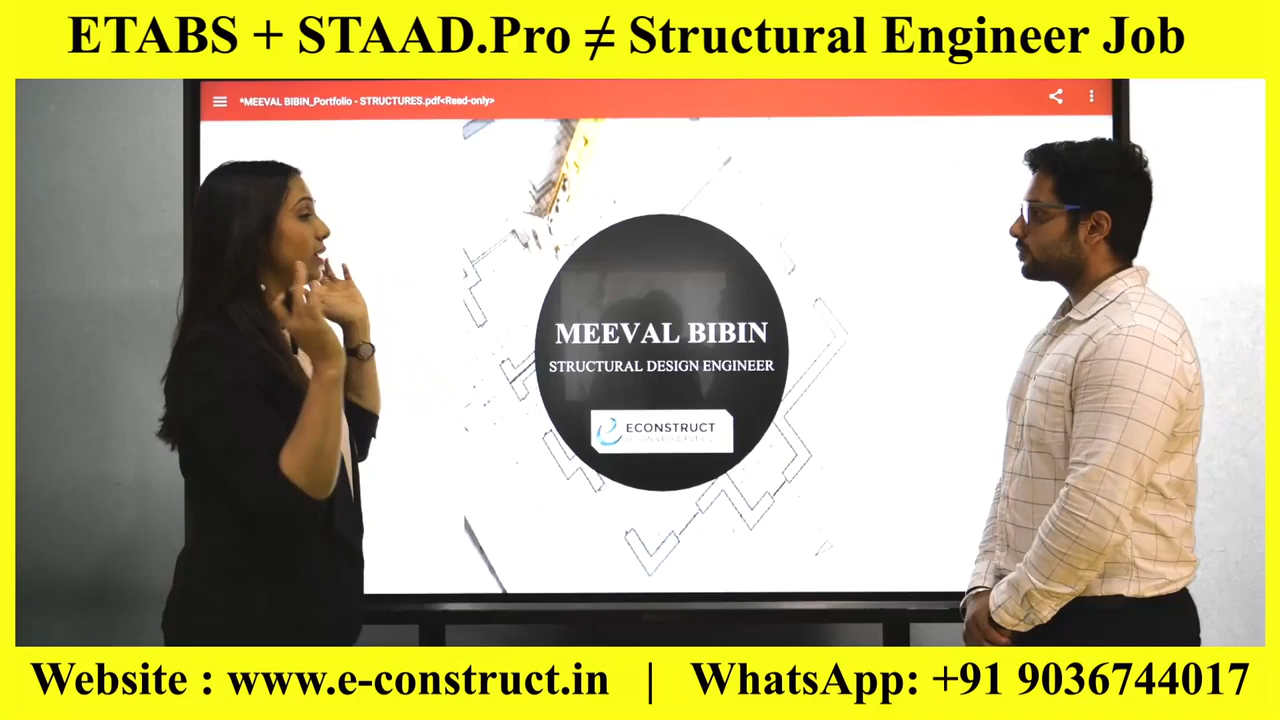 ETABS + STAAD.Pro ≠ Structural Engineer Job
*MEEVAL BIBIN_Portfolio - STRUCTURES.pdf<Read-only>
MEEVAL BIBIN
STRUCTURAL DESIGN ENGINEER
ECONSTRUCT
Website : www.e-construct.in | WhatsApp: +91 9036744017